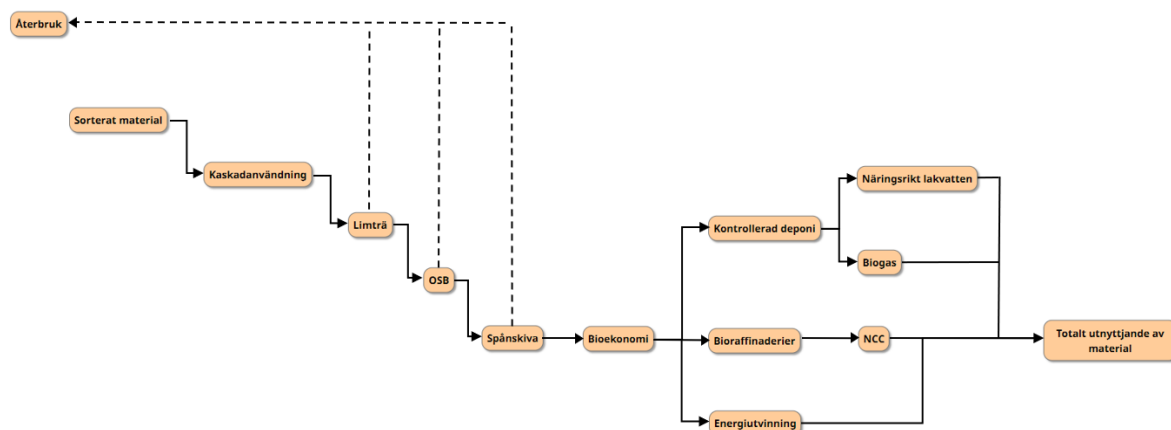 Återbruk
Sorterat material
Kaskadanvändning
Limträ
OSB
Spånskiva
Bioekonomi
Kontrollerad deponi
Näringsrikt lakvatten
Biogas
Bioraffinaderier
NCC
Energiutvinning
Totalt utnyttjande av
material